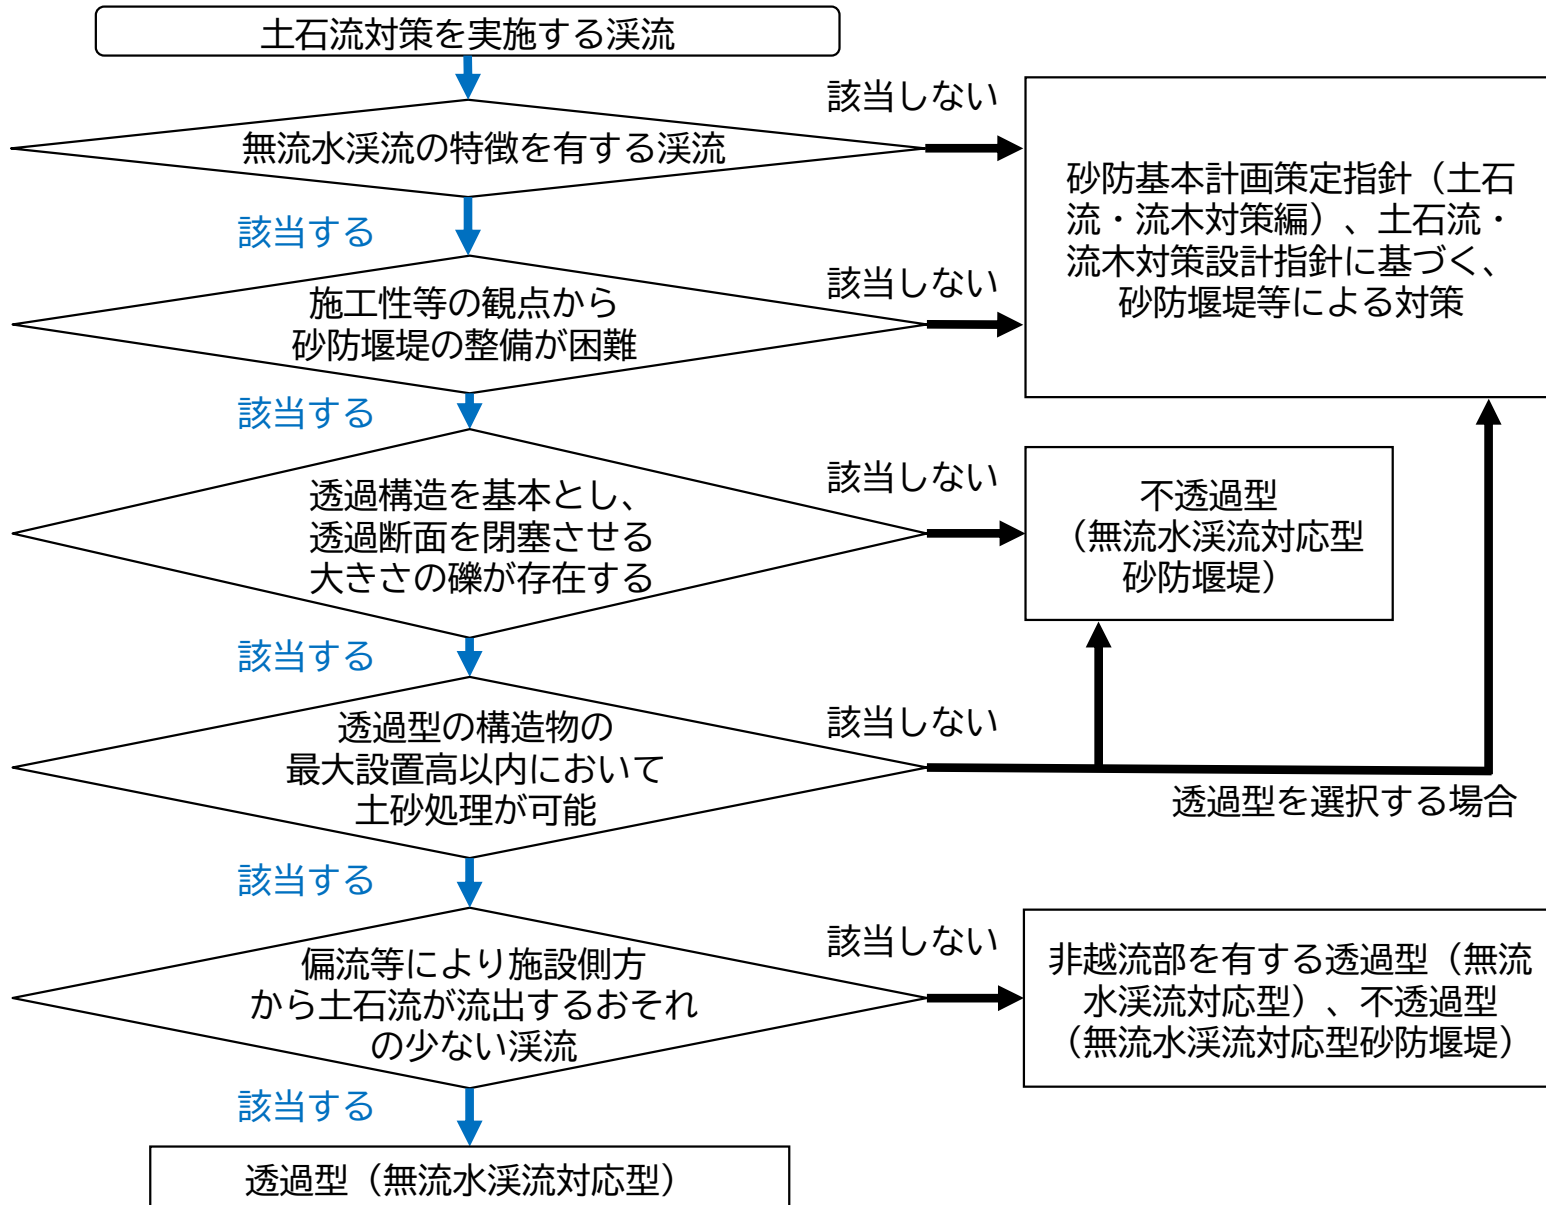 土石流対策を実施する渓流
該当しない
無流水渓流の特徴を有する渓流
砂防基本計画策定指針（土石
流・流木対策編）、土石流・
流木対策設計指針に基づく、
砂防堰堤等による対策
該当する
該当しない
施工性等の観点から
砂防堰堤の整備が困難
該当する
該当しない
透過構造を基本とし、
透過断面を閉塞させる
大きさの礫が存在する
不透過型
（無流水渓流対応型
砂防堰堤）
該当する
該当しない
透過型の構造物の
最大設置高以内において
土砂処理が可能
透過型を選択する場合
該当する
該当しない
偏流等により施設側方
から土石流が流出するおそれ
の少ない渓流
非越流部を有する透過型（無流
水渓流対応型）、不透過型
（無流水渓流対応型砂防堰堤）
該当する
透過型（無流水渓流対応型）